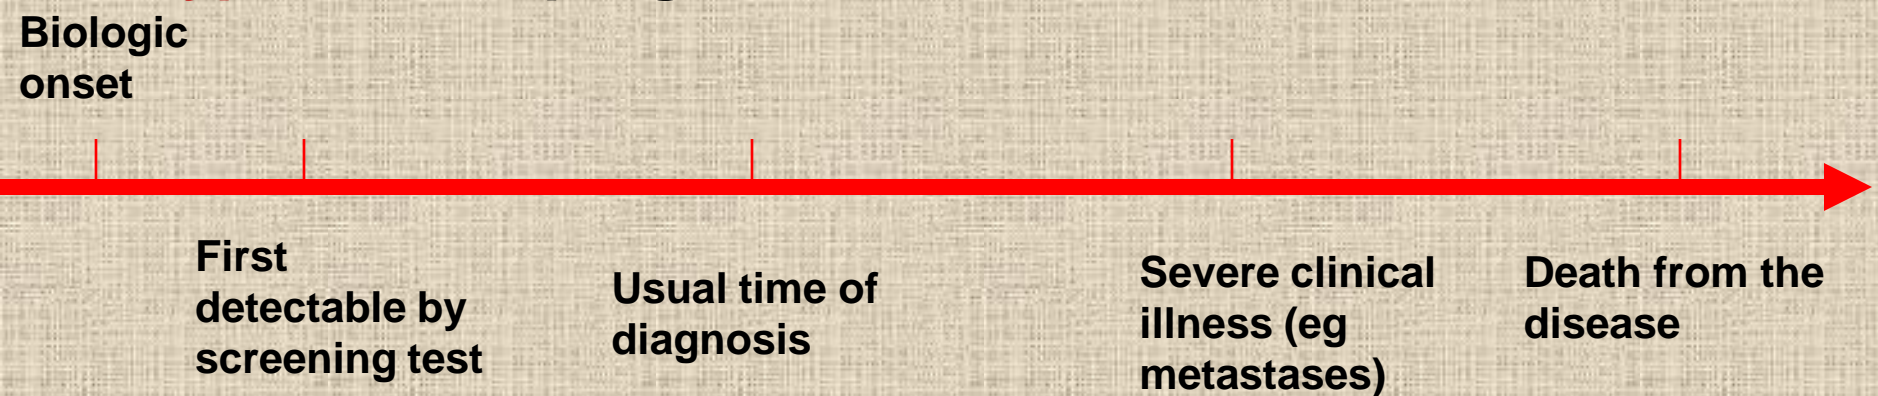 Biologic
onset
First
detectable by
screening test
Usual time of
diagnosis
Severe clinical
illness (eg
metastases)
Death from the
disease